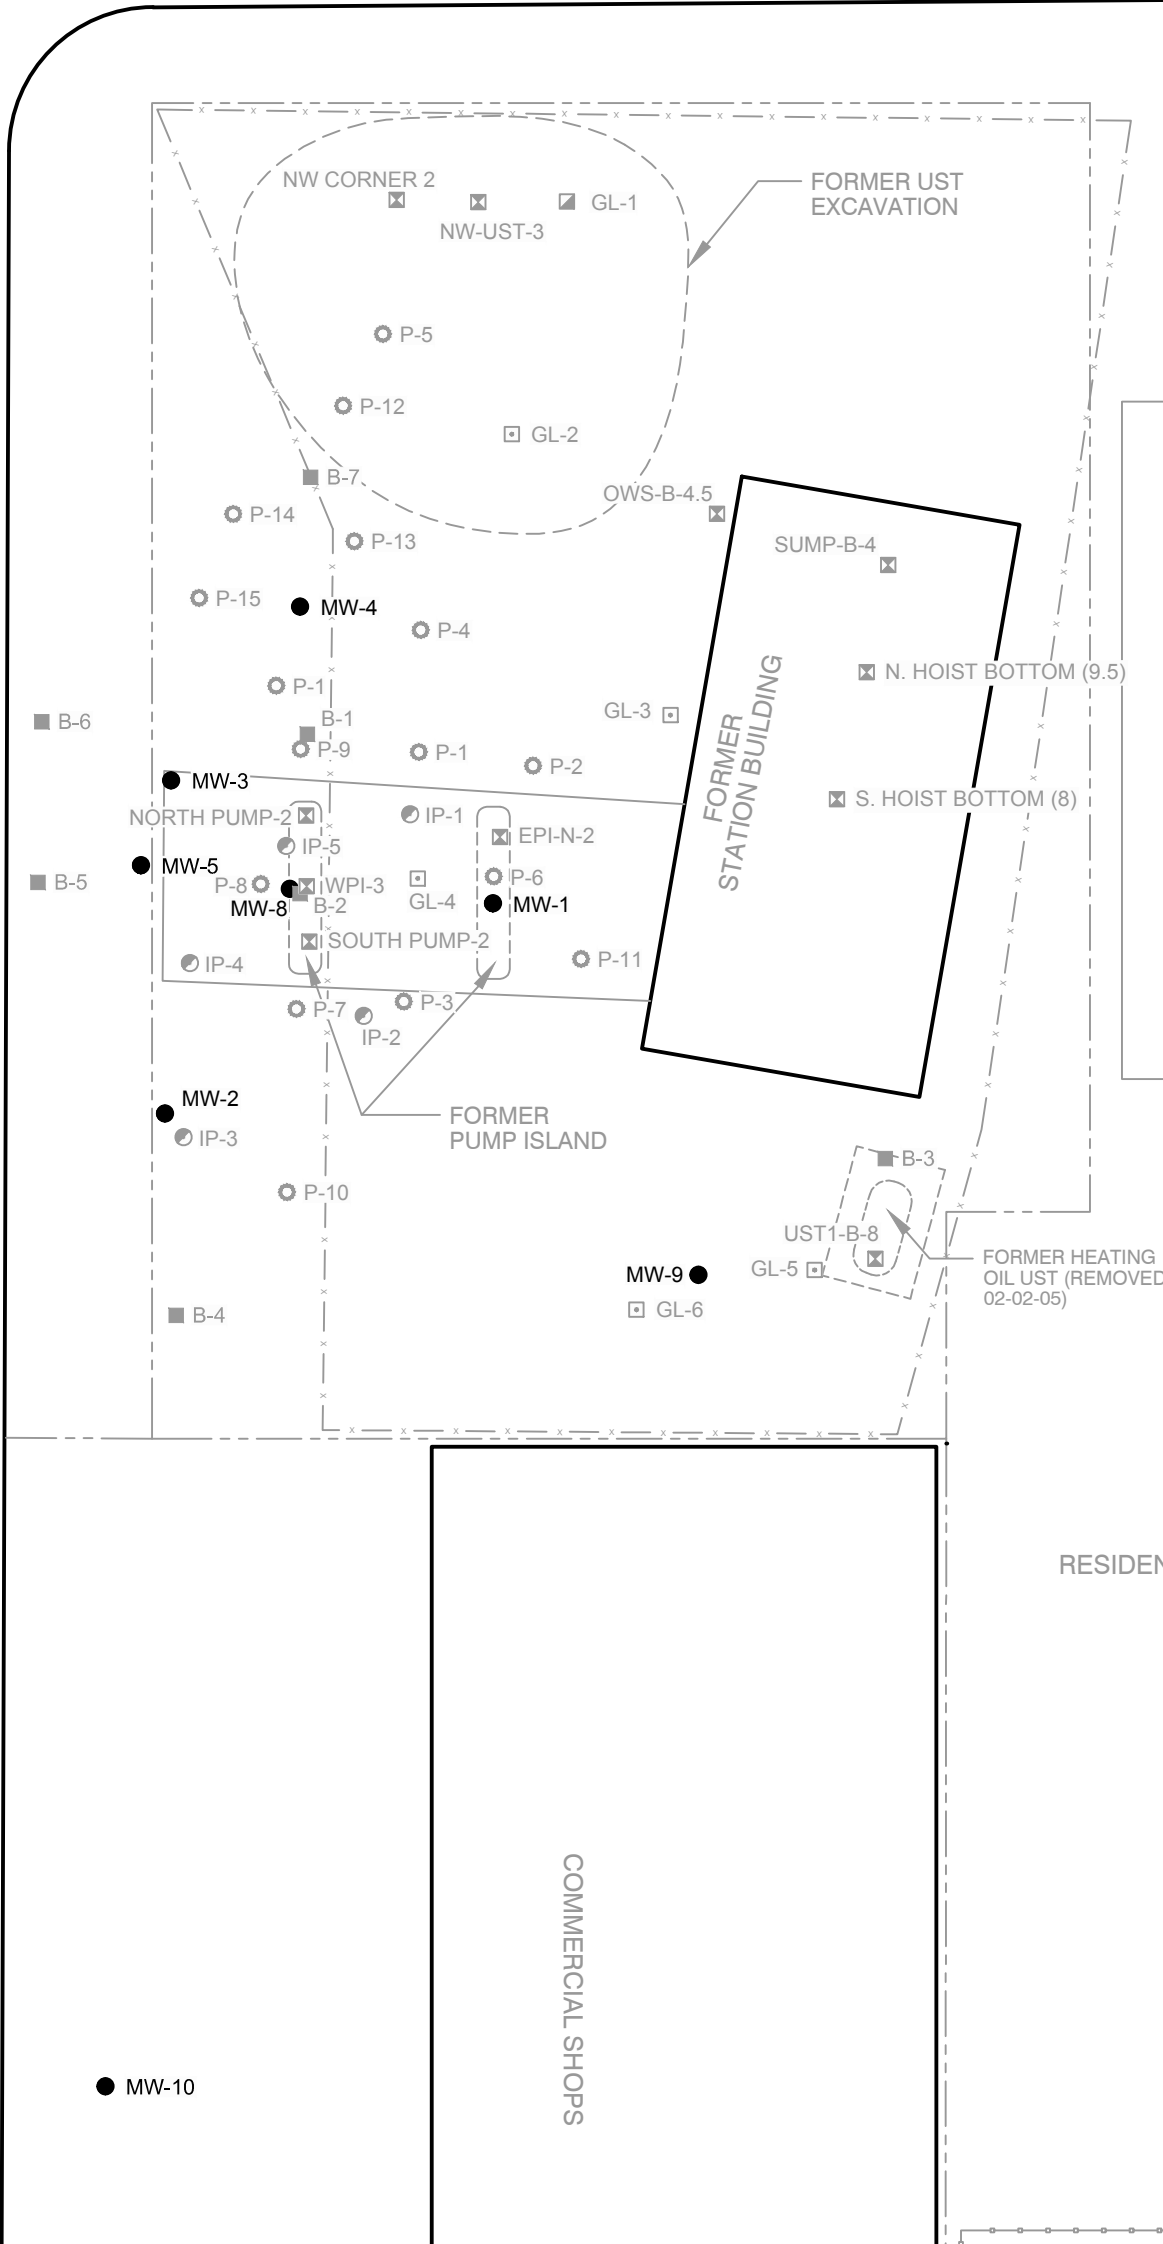 NW CORNER 2
NW-UST-3
GL-1
FORMER UST
EXCAVATION
P-5
P-12
GL-2
B-7
OWS-B-4.5
P-14
P-13
SUMP-B-4
P-15
MW-4
P-4
N. HOIST BOTTOM (9.5)
P-1
GL-3
B-6
B-1
P-9
P-1
P-2
FORMER
STATION BUILDING
MW-3
S. HOIST BOTTOM (8)
NORTH PUMP-2
IP-1
EPI-N-2
IP-5
MW-5
B-5
P-8
WPI-3
P-6
GL-4
MW-8
B-2
MW-1
SOUTH PUMP-2
IP-4
P-11
P-7
P-3
IP-2
MW-2
FORMER
PUMP ISLAND
IP-3
B-3
P-10
UST1-B-8
FORMER HEATING
OIL UST (REMOVED
02-02-05)
MW-9
GL-5
GL-6
B-4
RESIDEN
COMMERCIAL SHOPS
MW-10